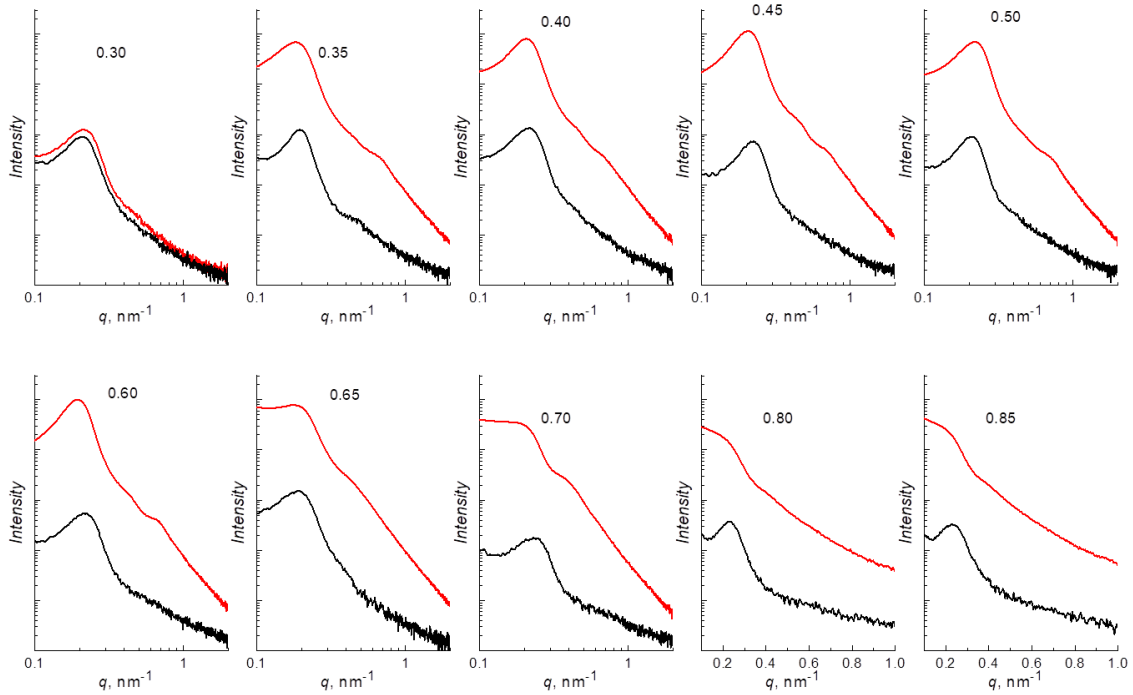 0.30
0.35
0.40
0.45
0.50
Intensity
Intensity
Intensity
Intensity
Intensity
0.1 1
0.1 1
0.1 1
0.1 1
0.1 1
q, nm-1
q, nm-1
q, nm-1
q, nm-1
q, nm-1
0.60
0.65
0.70
0.80
0.85
Intensity
Intensity
Intensity
Intensity
Intensity
0.1 1
0.1 1
0.1 1
0.2 0.4 0.6 0.8 1.0
0.2 0.4 0.6 0.8 1.0
q, nm-1
q, nm-1
q, nm-1
q, nm-1
q, nm-1